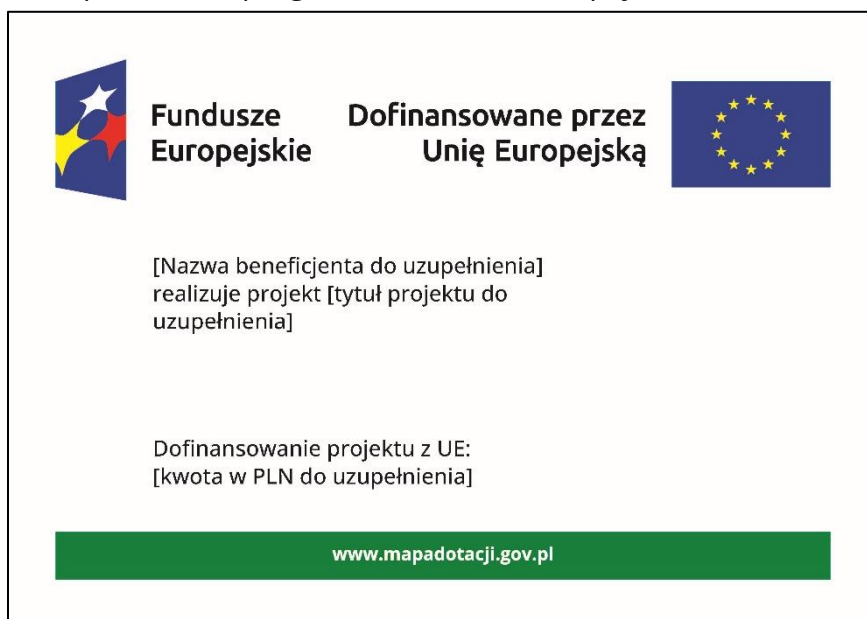 Fundusze
Europejskie
Dofinansowane przez
Unię Europejską
[Nazwa beneficjenta do uzupełnienia]
realizuje projekt [tytuł projektu do
uzupełnienia]
Dofinansowanie projektu z UE:
[kwota w PLN do uzupełnienia]
www.mapadotacji.gov.pl